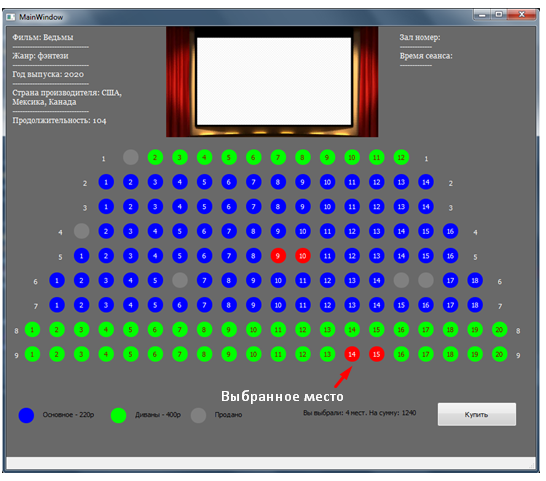 MainWindow
Фильм: Ведьмы
Жанр: фэнтези
Год выпуска: 2020
Страна производителя: США,
Мексика, Канада
Продолжительность: 104
Зал номер:
Время сеанса:
1 2 3 4 5 6 7 8 9 10 11 12 1
2 1 2 3 4 5 6 7 8 9 10 11 12 13 14 2
3 1 2 3 4 5 6 7 8 9 10 11 12 13 14 3
4 2 3 4 5 6 7 8 9 10 11 12 13 14 15 16 4
5 1 2 3 4 5 6 7 8 9 10 11 12 13 14 15 16 5
6 1 2 3 4 5 7 8 9 10 11 12 13 14 17 18 6
7 1 2 3 4 5 6 7 8 9 10 11 12 13 14 15 16 17 18 7
8 1 2 3 4 5 6 7 8 9 10 11 12 13 14 15 16 17 18 19 20 8
9 1 2 3 4 5 6 7 8 9 10 11 12 13 14 15 16 17 18 19 20 9
Выбранное место
Основное - 220р Диваны - 400р Продано Вы выбрали: 4 мест. На сумму: 1240 Купить